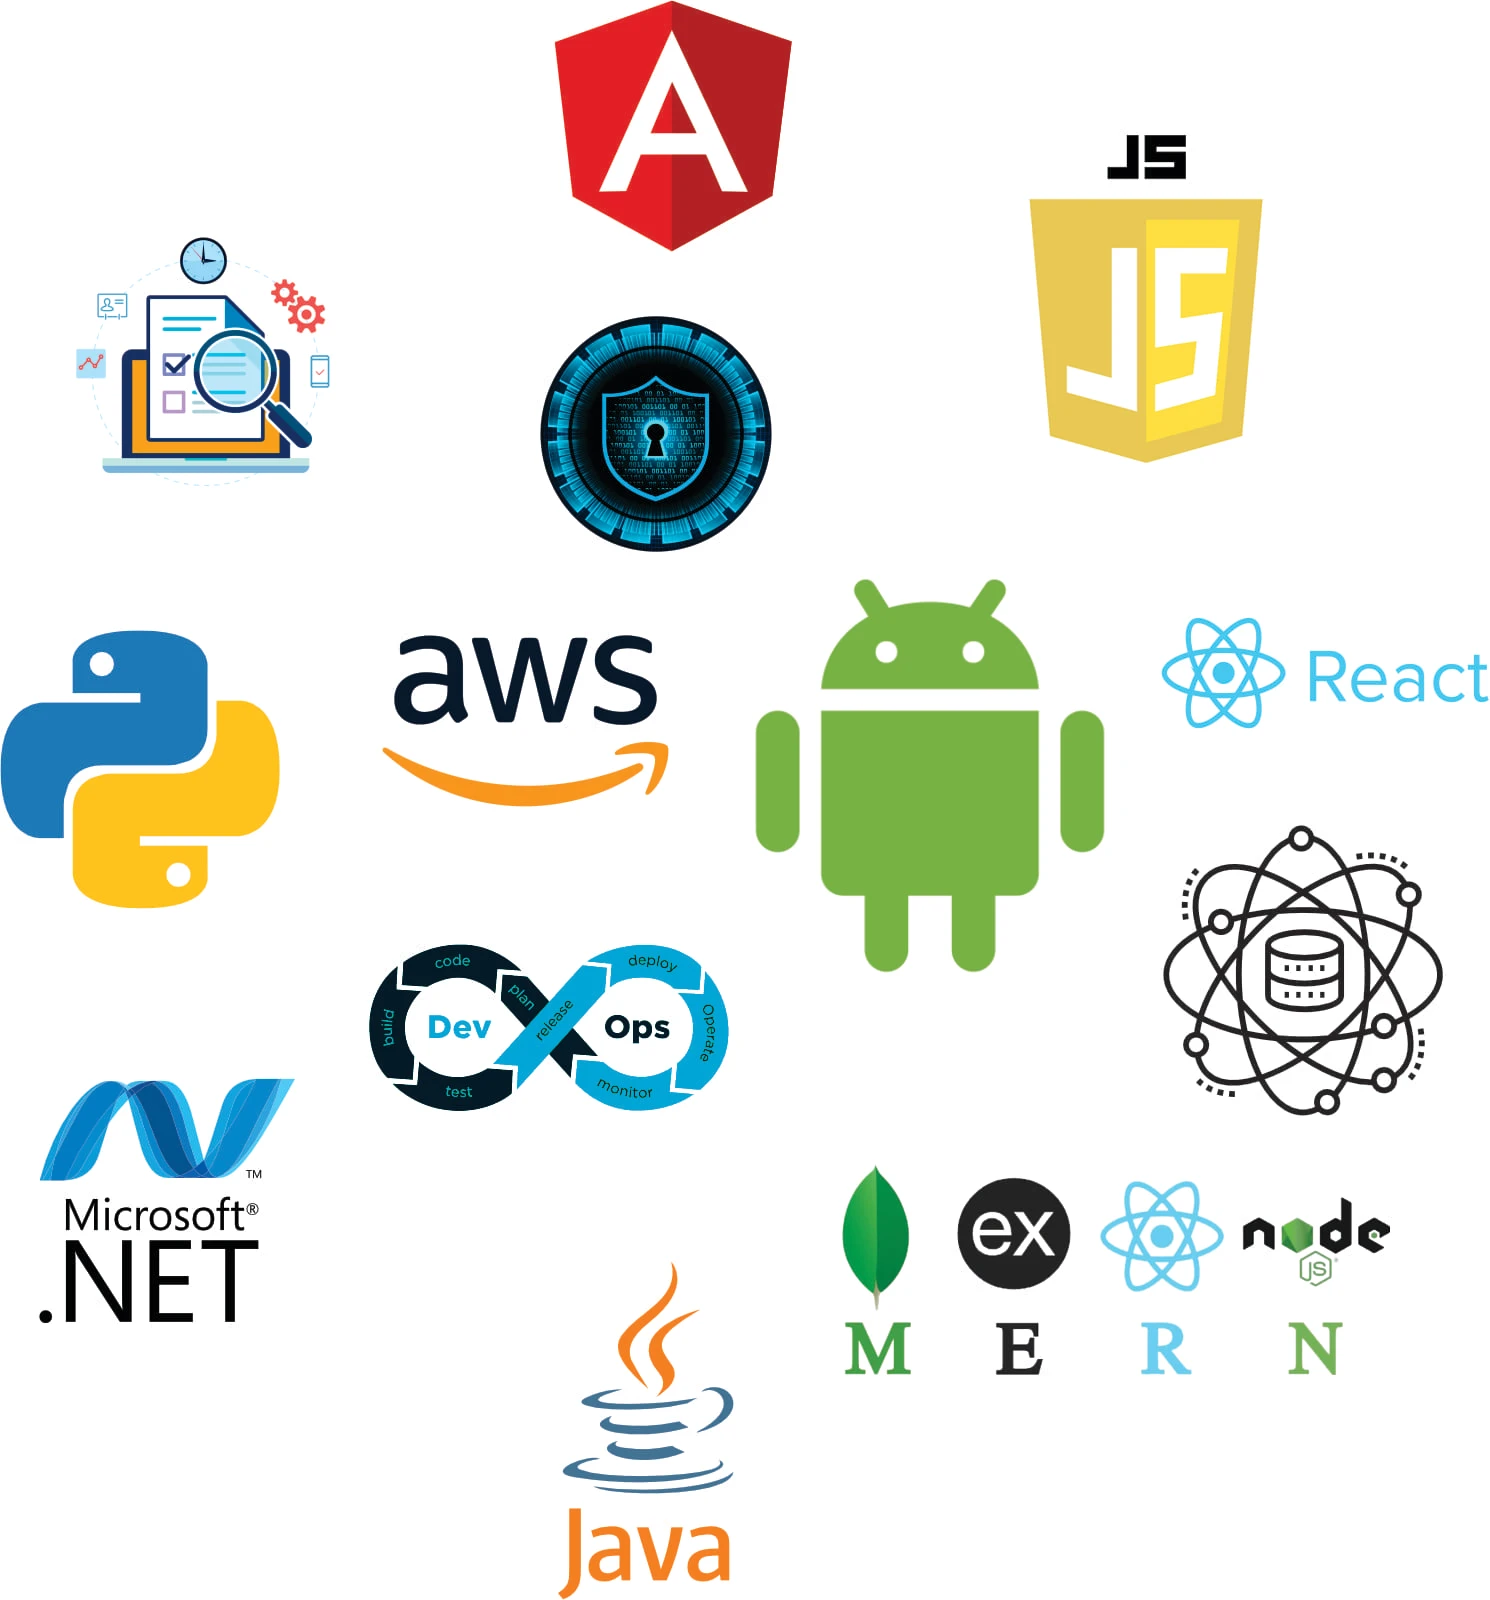 A
JS
JS
aws
React
code
plan
build
Dev
test
release
deploy
Ops
Operate
monitor
TM
Microsoft®
.NET
ex
node
JS
M E R N
Java